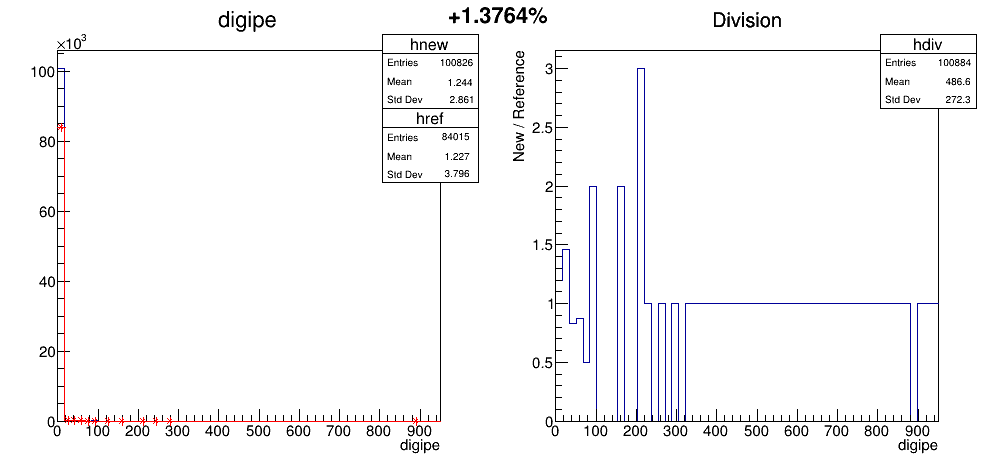 +1.3764%
digipe
×10³
hnew
Entries 100826
Mean 1.244
Std Dev 2.861
href
Entries 84015
Mean 1.227
Std Dev 3.796
100
80
60
40
20
0
0 100 200 300 400 500 600 700 800 900
digipe
Division
hdiv
Entries 100884
Mean 486.6
Std Dev 272.3
New / Reference
3
2.5
2
1.5
1
0.5
0
0 100 200 300 400 500 600 700 800 900
digipe